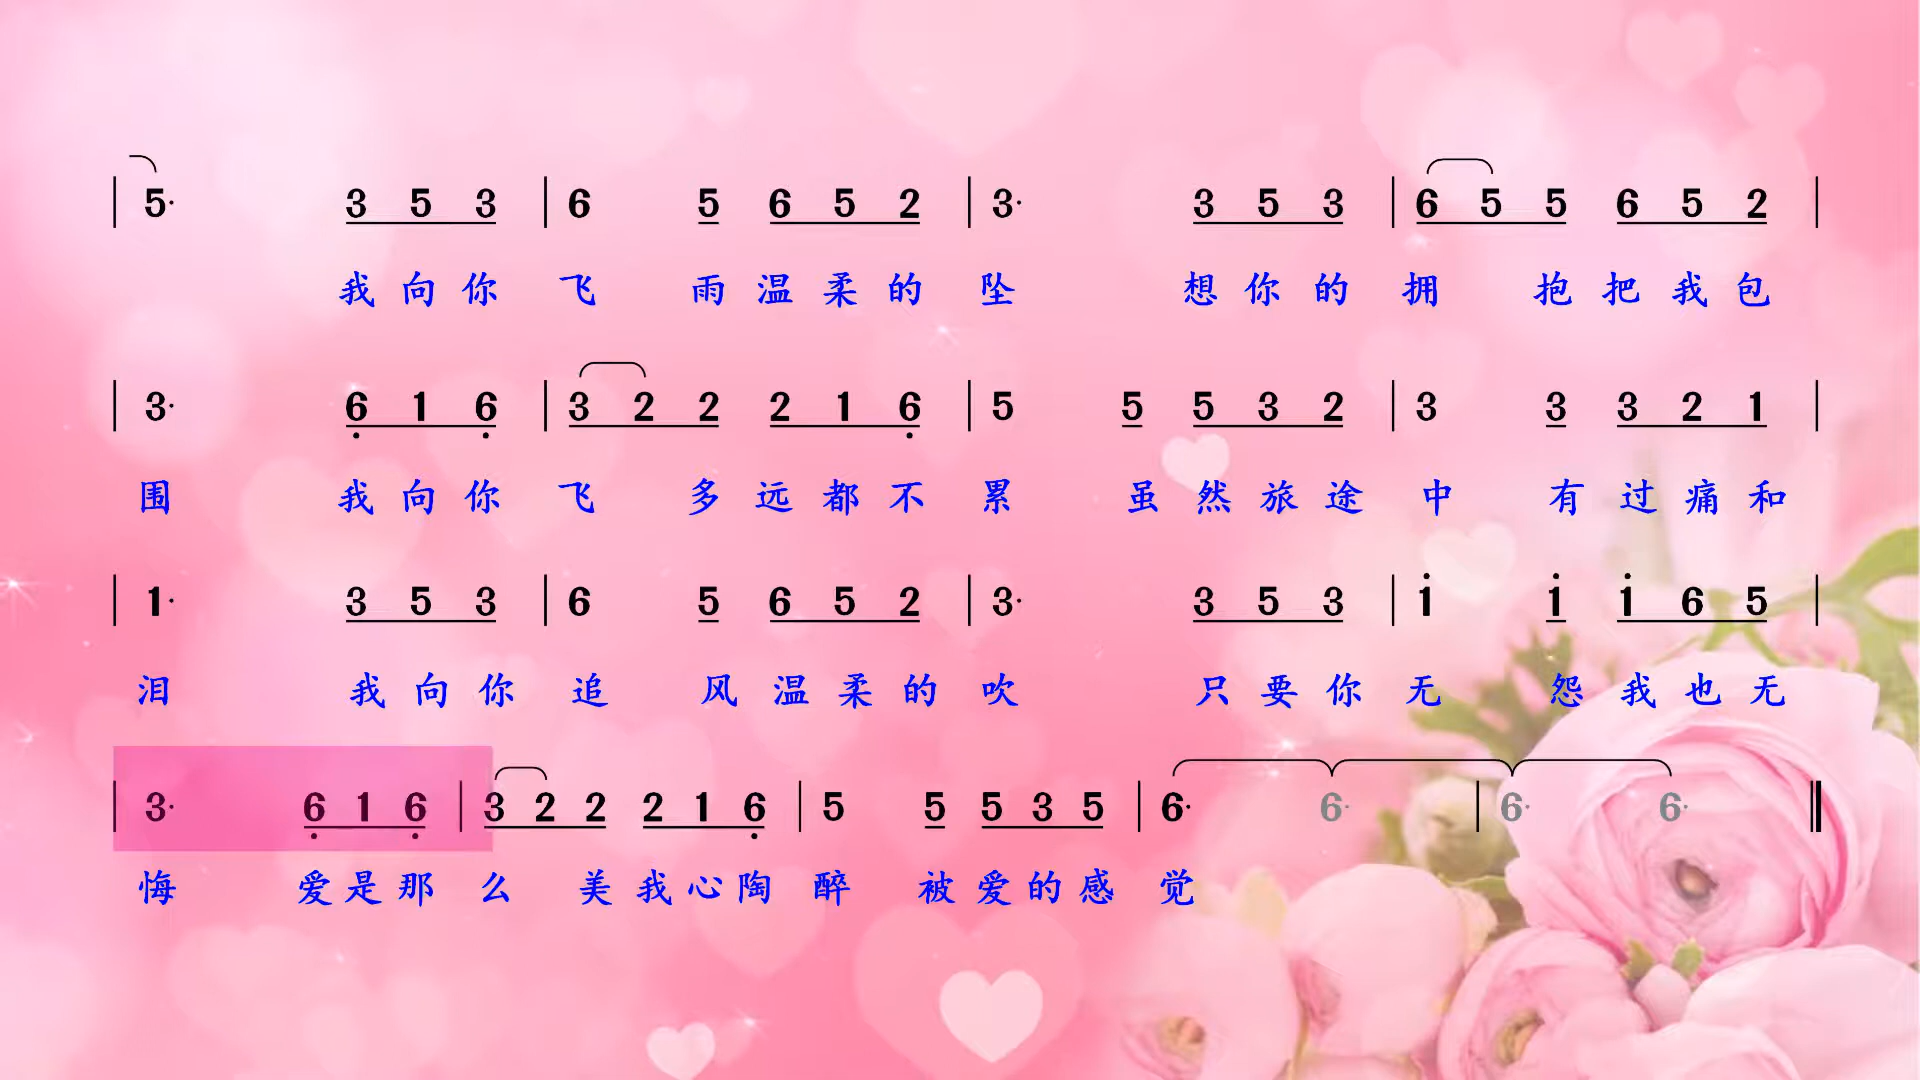 | 5· 3 5 3 | 6 5 6 5 2 | 3· 3 5 3 | 6 5 5 6 5 2 |
我向你 飞 雨温柔的 坠 想你的 拥 抱把我包
| 3· 6̣ 1 6̣ | 3 2 2 2 1 6̣ | 5 5 5 3 2 | 3 3 3 2 1 |
围 我向你 飞 多远都不 累 虽然旅途 中 有过痛和
| 1· 3 5 3 | 6 5 6 5 2 | 3· 3 5 3 | i i i 6 5 |
泪 我向你 追 风温柔的 吹 只要你 无 怨我也无
| 3· 6̣ 1 6̣ | 3 2 2 2 1 6̣ | 5 5 5 3 5 | 6· 6· | 6· 6· ‖
悔 爱是那 么 美我心陶 醉 被爱的感 觉